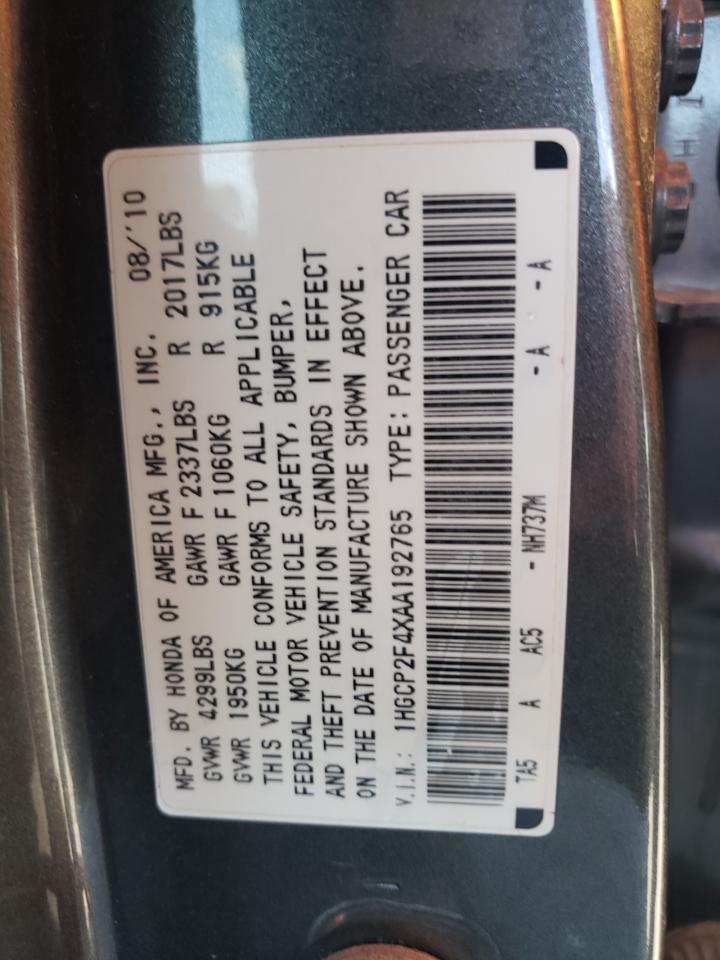 MFD. BY HONDA OF AMERICA MFG., INC. 08/'10
GVWR 4299LBS GAWR F 2337LBS R 2017LBS
GVWR 1950KG GAWR F 1060KG R 915KG
THIS VEHICLE CONFORMS TO ALL APPLICABLE
FEDERAL MOTOR VEHICLE SAFETY, BUMPER,
AND THEFT PREVENTION STANDARDS IN EFFECT
ON THE DATE OF MANUFACTURE SHOWN ABOVE.
V.I.N.: 1HGCP2F4XAA192765 TYPE: PASSENGER CAR
TA5 A AC5 - NH737M - A - A
H